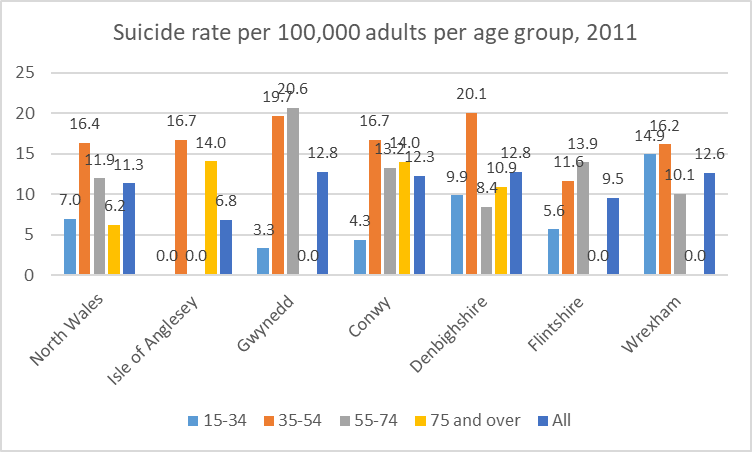 Suicide rate per 100,000 adults per age group, 2011
25
20
15
10
5
0
7.0 16.4 11.9 6.2 11.3
0.0 16.7 0.0 14.0 6.8
3.3 19.7 20.6 0.0 12.8
4.3 16.7 13.2 14.0 12.3
9.9 20.1 8.4 10.9 12.8
5.6 11.6 13.9 0.0 9.5
14.9 16.2 10.1 0.0 12.6
North Wales
Isle of Anglesey
Gwynedd
Conwy
Denbighshire
Flintshire
Wrexham
15-34 35-54 55-74 75 and over All